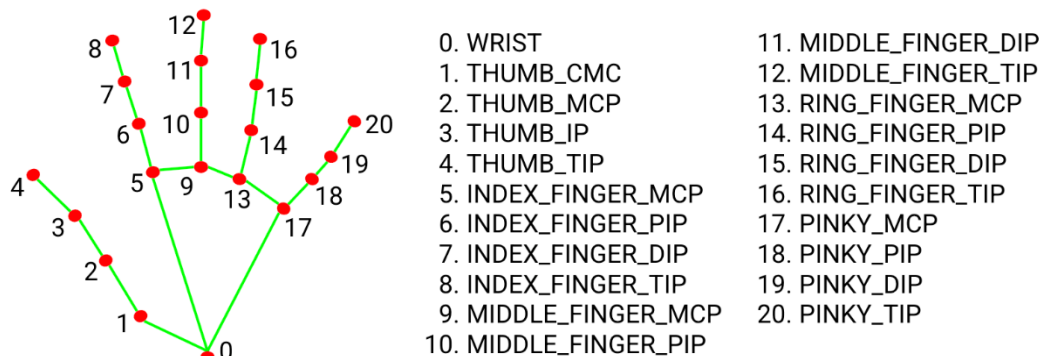 12
8
16
11
7
15
10
20
6
14
19
4
5
9
13
18
3
17
2
1
0
0. WRIST
1. THUMB_CMC
2. THUMB_MCP
3. THUMB_IP
4. THUMB_TIP
5. INDEX_FINGER_MCP
6. INDEX_FINGER_PIP
7. INDEX_FINGER_DIP
8. INDEX_FINGER_TIP
9. MIDDLE_FINGER_MCP
10. MIDDLE_FINGER_PIP
11. MIDDLE_FINGER_DIP
12. MIDDLE_FINGER_TIP
13. RING_FINGER_MCP
14. RING_FINGER_PIP
15. RING_FINGER_DIP
16. RING_FINGER_TIP
17. PINKY_MCP
18. PINKY_PIP
19. PINKY_DIP
20. PINKY_TIP